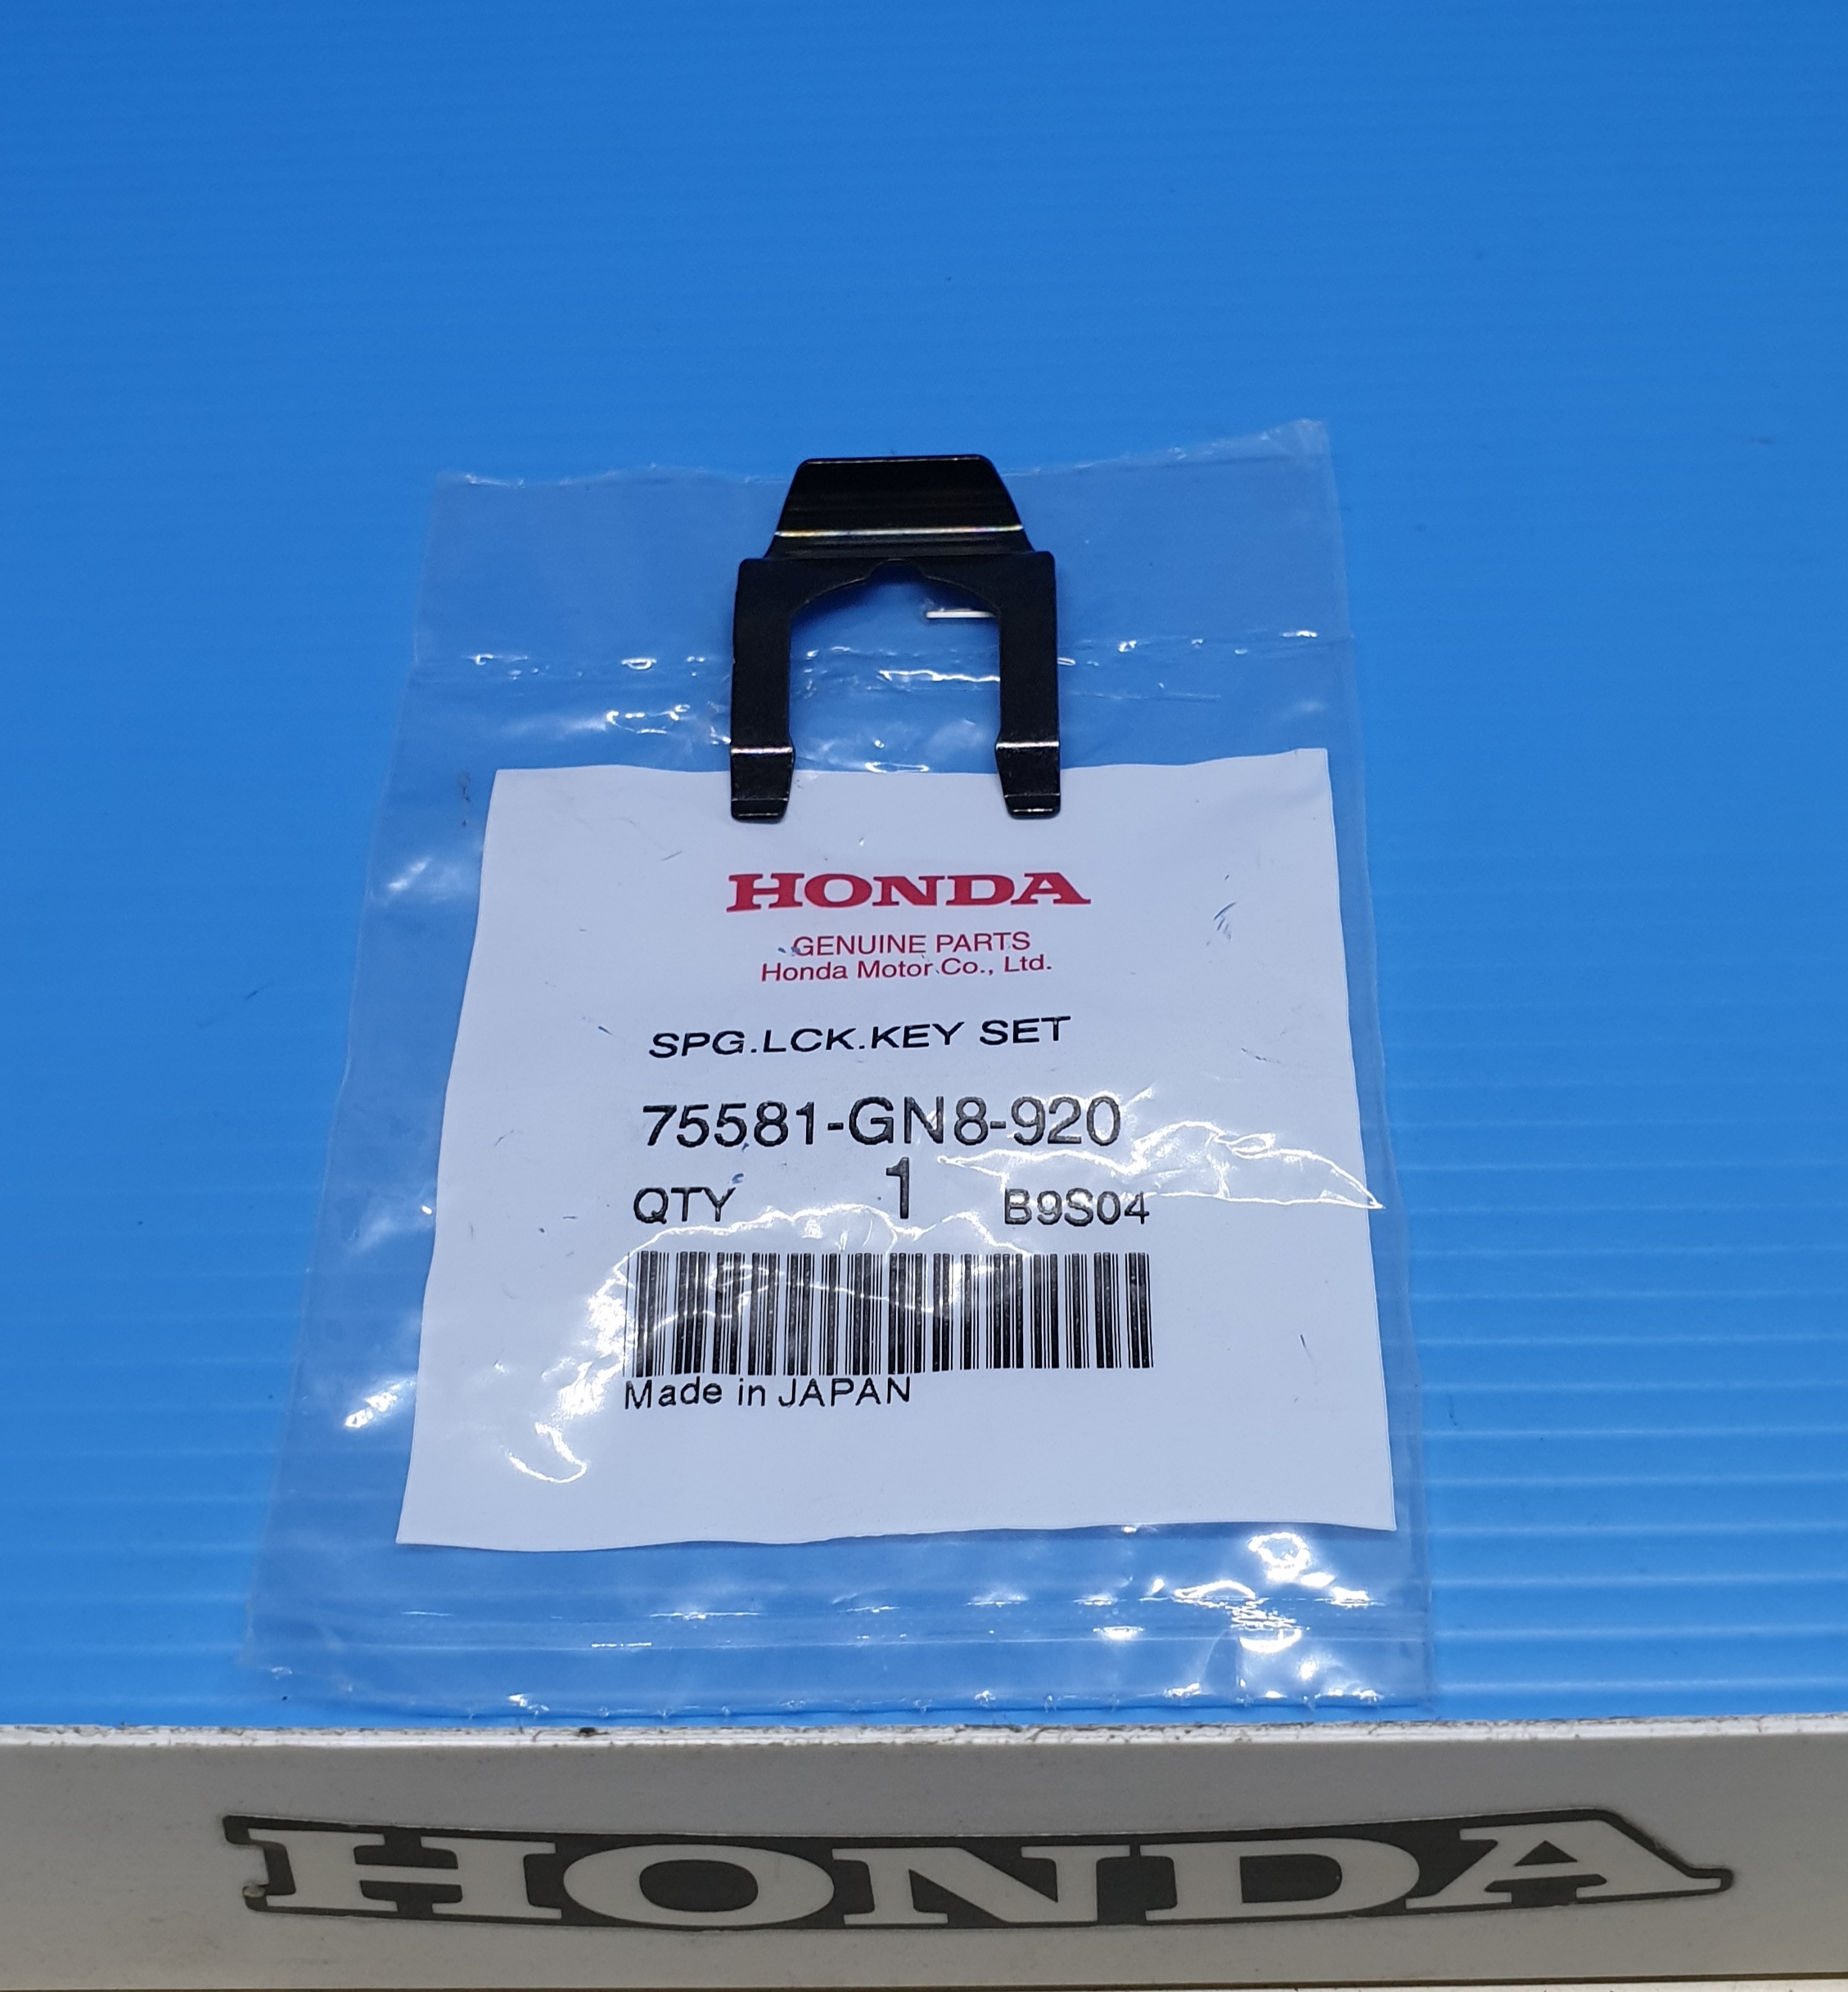 HONDA
GENUINE PARTS
Honda Motor Co., Ltd.
SPG.LCK.KEY SET
75581-GN8-920
QTY 1 B9S04
Made in JAPAN
HONDA